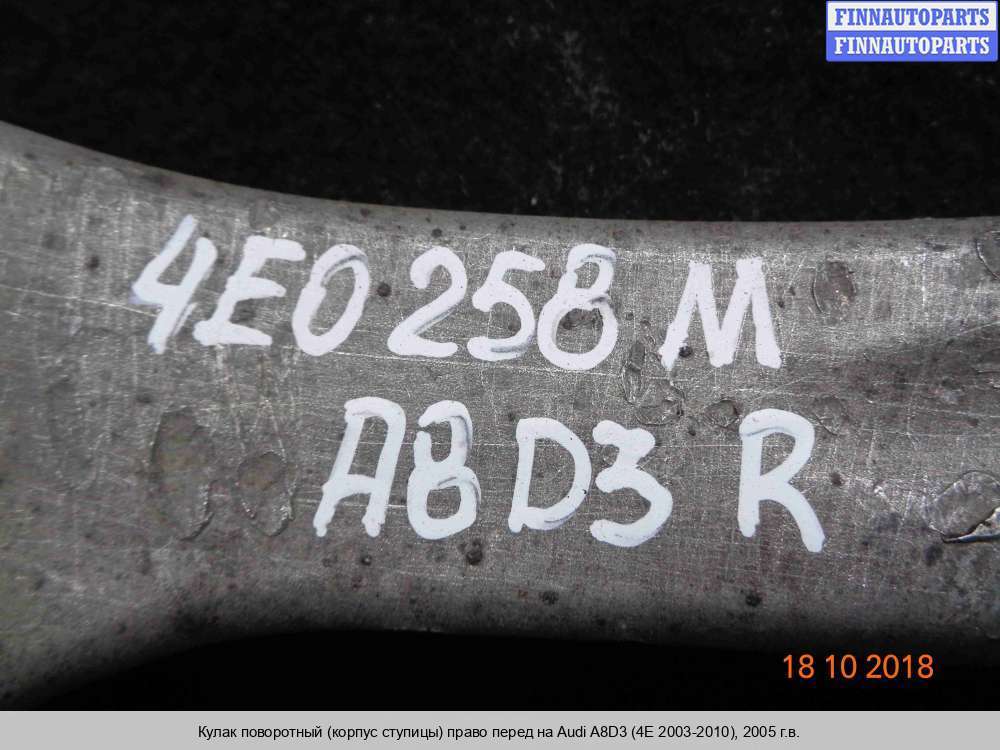 FINNAUTOPARTS
FINNAUTOPARTS
4E0 258 M
A8 D3 R
18 10 2018
Кулак поворотный (корпус ступицы) право перед на Audi A8D3 (4E 2003-2010), 2005 г.в.